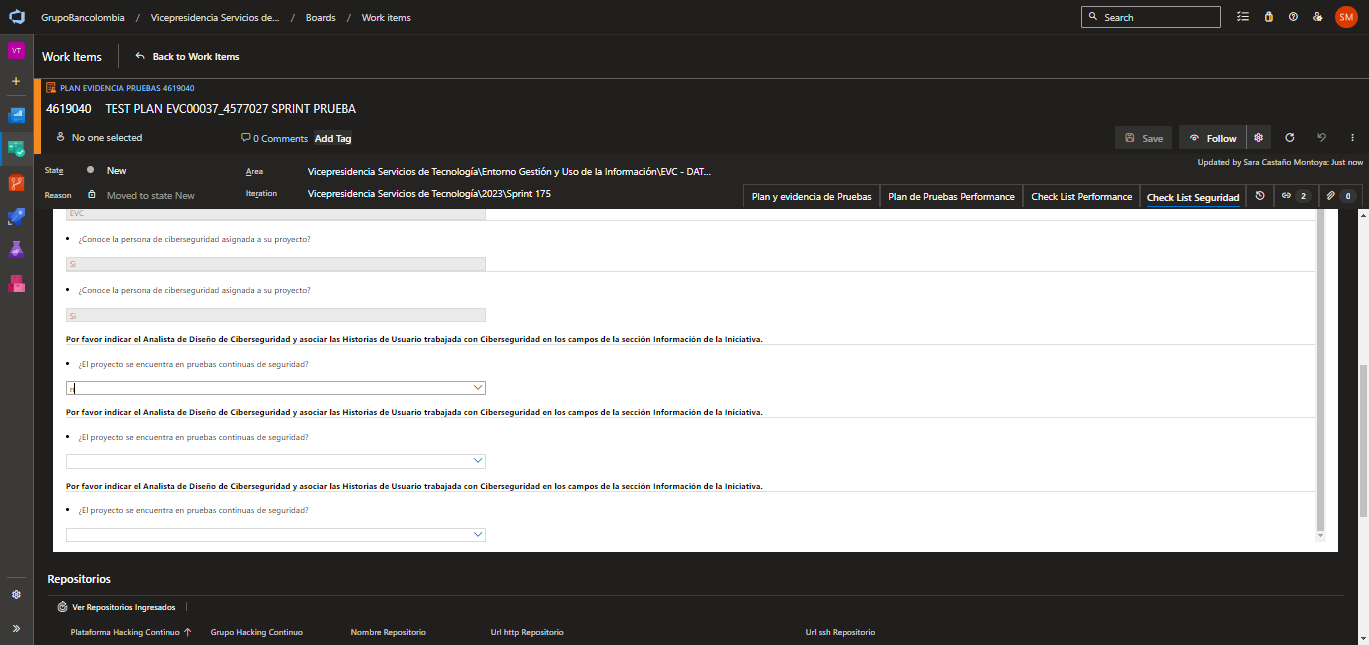 GrupoBancolombia / Vicepresidencia Servicios de... / Boards / Work items
Search
SM
VT
Work Items
Back to Work Items
PLAN EVIDENCIA PRUEBAS 4619040
4619040 TEST PLAN EVC00037_4577027 SPRINT PRUEBA
No one selected
0 Comments
Add Tag
Save
Follow
Updated by Sara Castaño Montoya: Just now
State New
Area Vicepresidencia Servicios de Tecnología\Entorno Gestión y Uso de la Información\EVC - DAT...
Reason Moved to state New
Iteration Vicepresidencia Servicios de Tecnología\2023\Sprint 175
Plan y evidencia de Pruebas
Plan de Pruebas Performance
Check List Performance
Check List Seguridad
2
0
EVC
¿Conoce la persona de ciberseguridad asignada a su proyecto?
Si
¿Conoce la persona de ciberseguridad asignada a su proyecto?
Si
Por favor indicar el Analista de Diseño de Ciberseguridad y asociar las Historias de Usuario trabajada con Ciberseguridad en los campos de la sección Información de la Iniciativa.
¿El proyecto se encuentra en pruebas continuas de seguridad?
n
Por favor indicar el Analista de Diseño de Ciberseguridad y asociar las Historias de Usuario trabajada con Ciberseguridad en los campos de la sección Información de la Iniciativa.
¿El proyecto se encuentra en pruebas continuas de seguridad?
Por favor indicar el Analista de Diseño de Ciberseguridad y asociar las Historias de Usuario trabajada con Ciberseguridad en los campos de la sección Información de la Iniciativa.
¿El proyecto se encuentra en pruebas continuas de seguridad?
Repositorios
Ver Repositorios Ingresados
Plataforma Hacking Continuo
Grupo Hacking Continuo
Nombre Repositorio
Url http Repositorio
Url ssh Repositorio